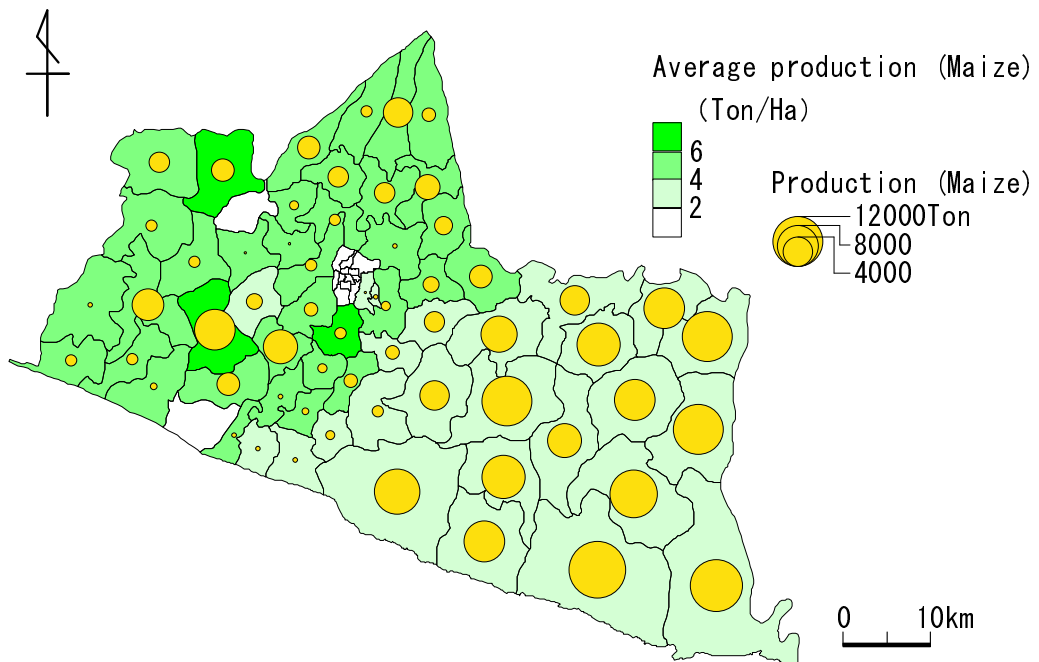 Average production (Maize)
(Ton/Ha)
6
4
2
Production (Maize)
12000Ton
8000
4000
0 10km